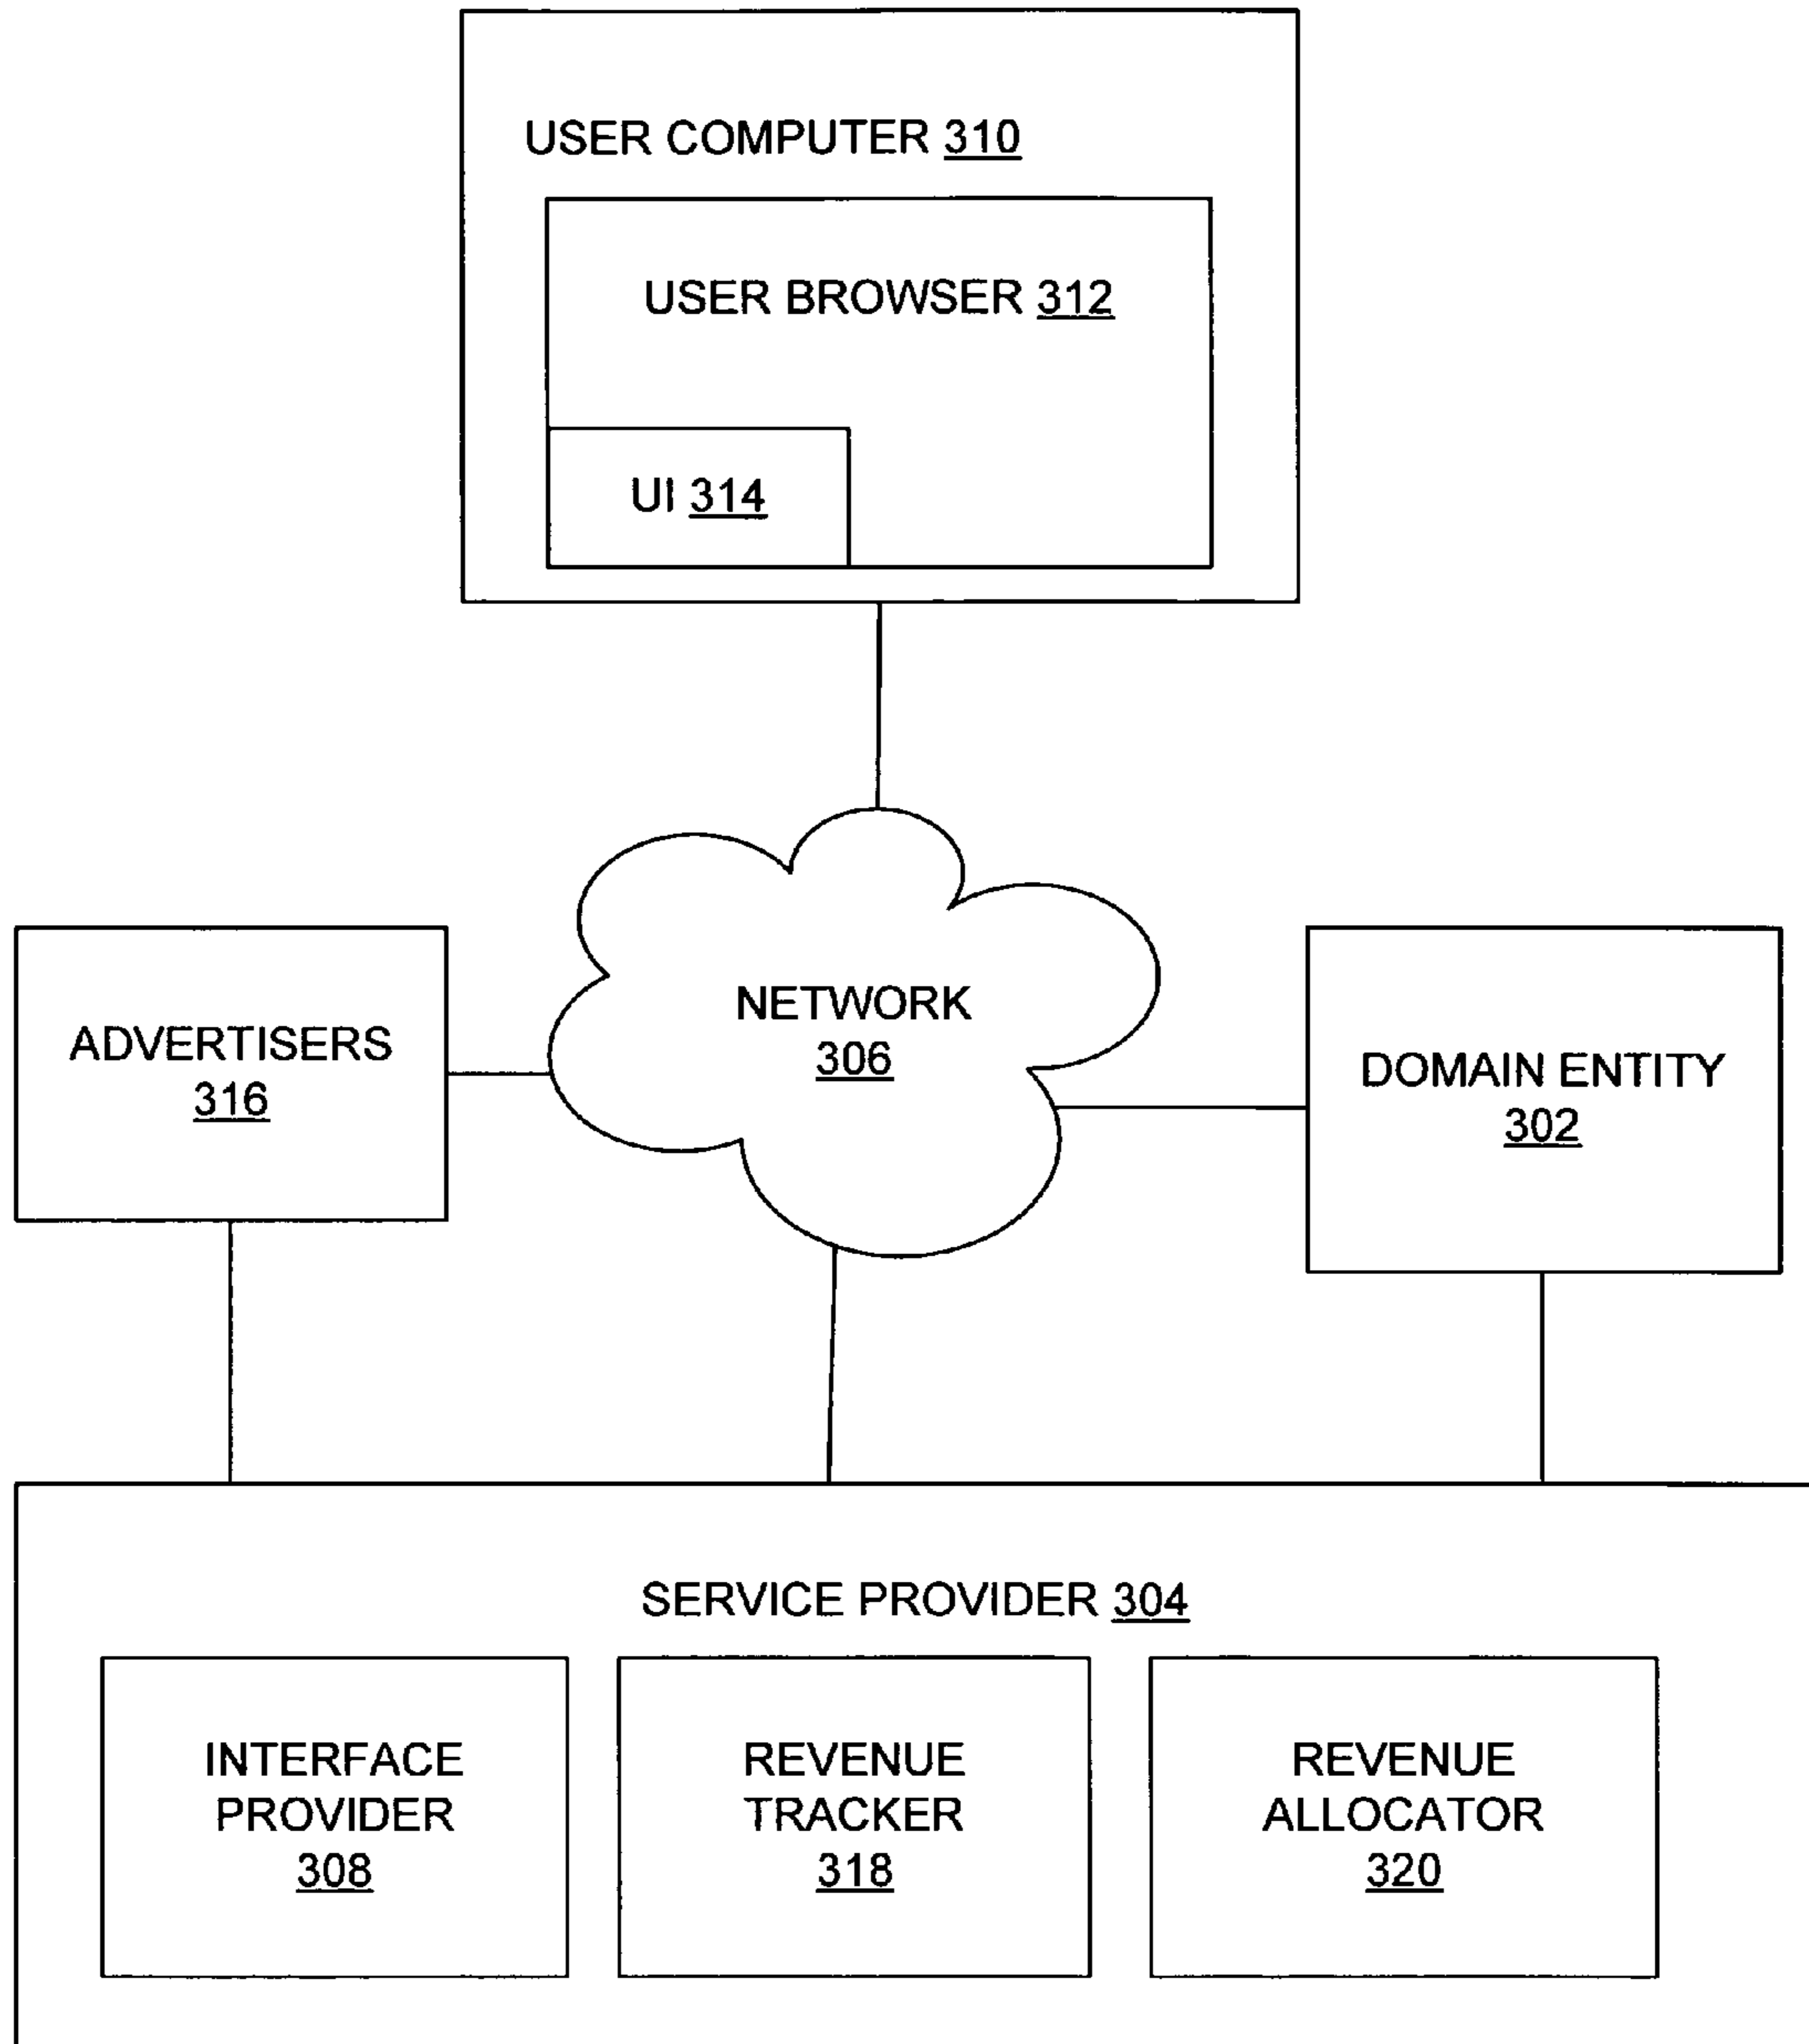 USER COMPUTER 310
USER BROWSER 312
UI 314
NETWORK
306
ADVERTISERS
316
DOMAIN ENTITY
302
SERVICE PROVIDER 304
INTERFACE
PROVIDER
308
REVENUE
TRACKER
318
REVENUE
ALLOCATOR
320